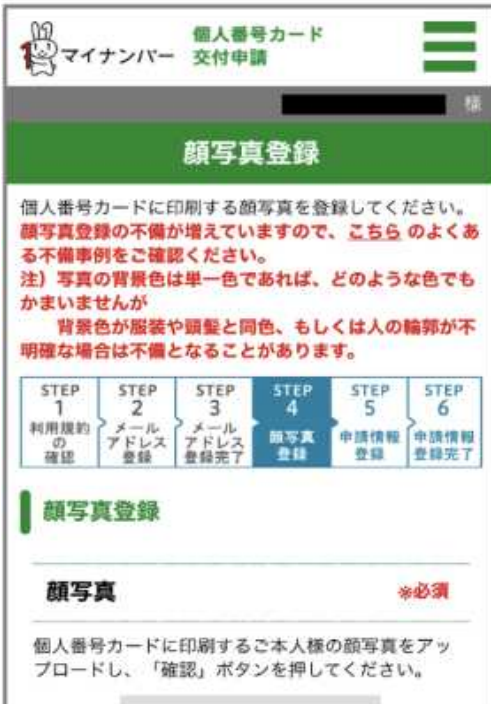 マイナンバー
個人番号カード
交付申請
様
顔写真登録
個人番号カードに印刷する顔写真を登録してください。
顔写真登録の不備が増えていますので、こちら のよくあ
る不備事例をご確認ください。
注）写真の背景色は単一色であれば、どのような色でも
かまいませんが
背景色が服装や頭髪と同色、もしくは人の輪郭が不
明確な場合は不備となることがあります。
STEP
1
利用規約
の
確認
STEP
2
メール
アドレス
登録
STEP
3
メール
アドレス
登録完了
STEP
4
顔写真
登録
STEP
5
申請情報
登録
STEP
6
申請情報
登録完了
顔写真登録
顔写真
※必須
個人番号カードに印刷するご本人様の顔写真をアッ
プロードし、「確認」ボタンを押してください。